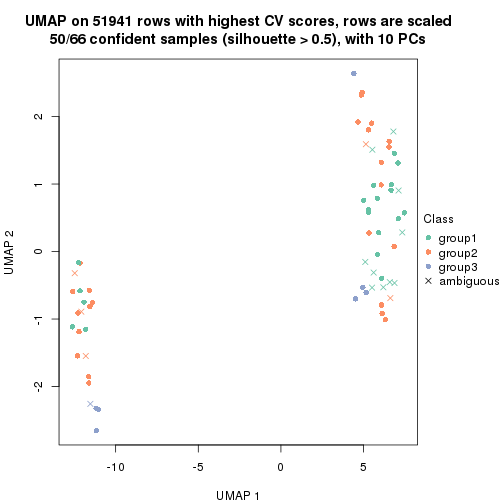 UMAP on 51941 rows with highest CV scores, rows are scaled
50/66 confident samples (silhouette > 0.5), with 10 PCs
2
1
0
-1
-2
UMAP 2
-10
-5
0
5
UMAP 1
Class
group1
group2
group3
ambiguous